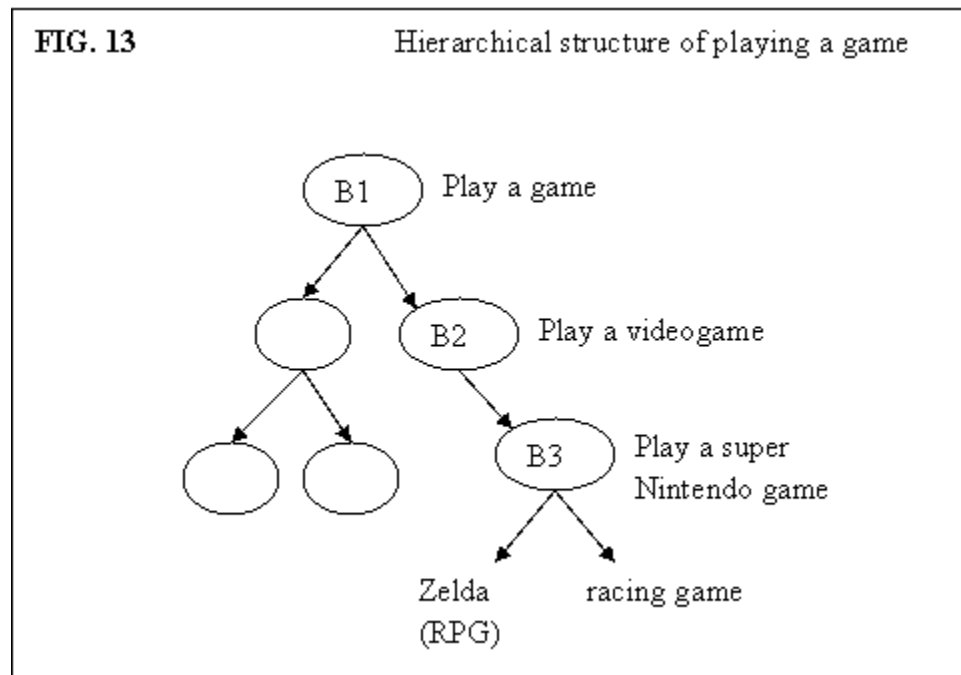 FIG. 13
Hierarchical structure of playing a game
B1
Play a game
B2
Play a videogame
B3
Play a super
Nintendo game
Zelda
(RPG)
racing game